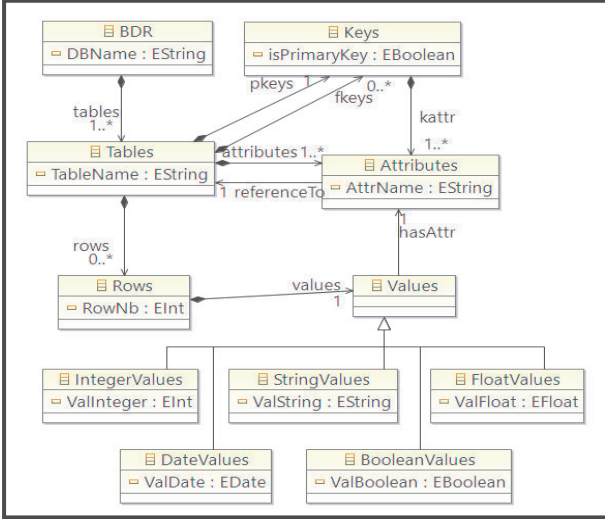 BDR
DBName : EString
Keys
isPrimaryKey : EBoolean
pkeys 1
0..*
fkeys
tables
1..*
kattr
1..*
Tables
TableName : EString
attributes 1..*
Attributes
AttrName : EString
1 referenceTo
1
hasAttr
rows
0..*
Rows
RowNb : EInt
values
1
Values
IntegerValues
ValInteger : EInt
StringValues
ValString : EString
FloatValues
ValFloat : EFloat
DateValues
ValDate : EDate
BooleanValues
ValBoolean : EBoolean